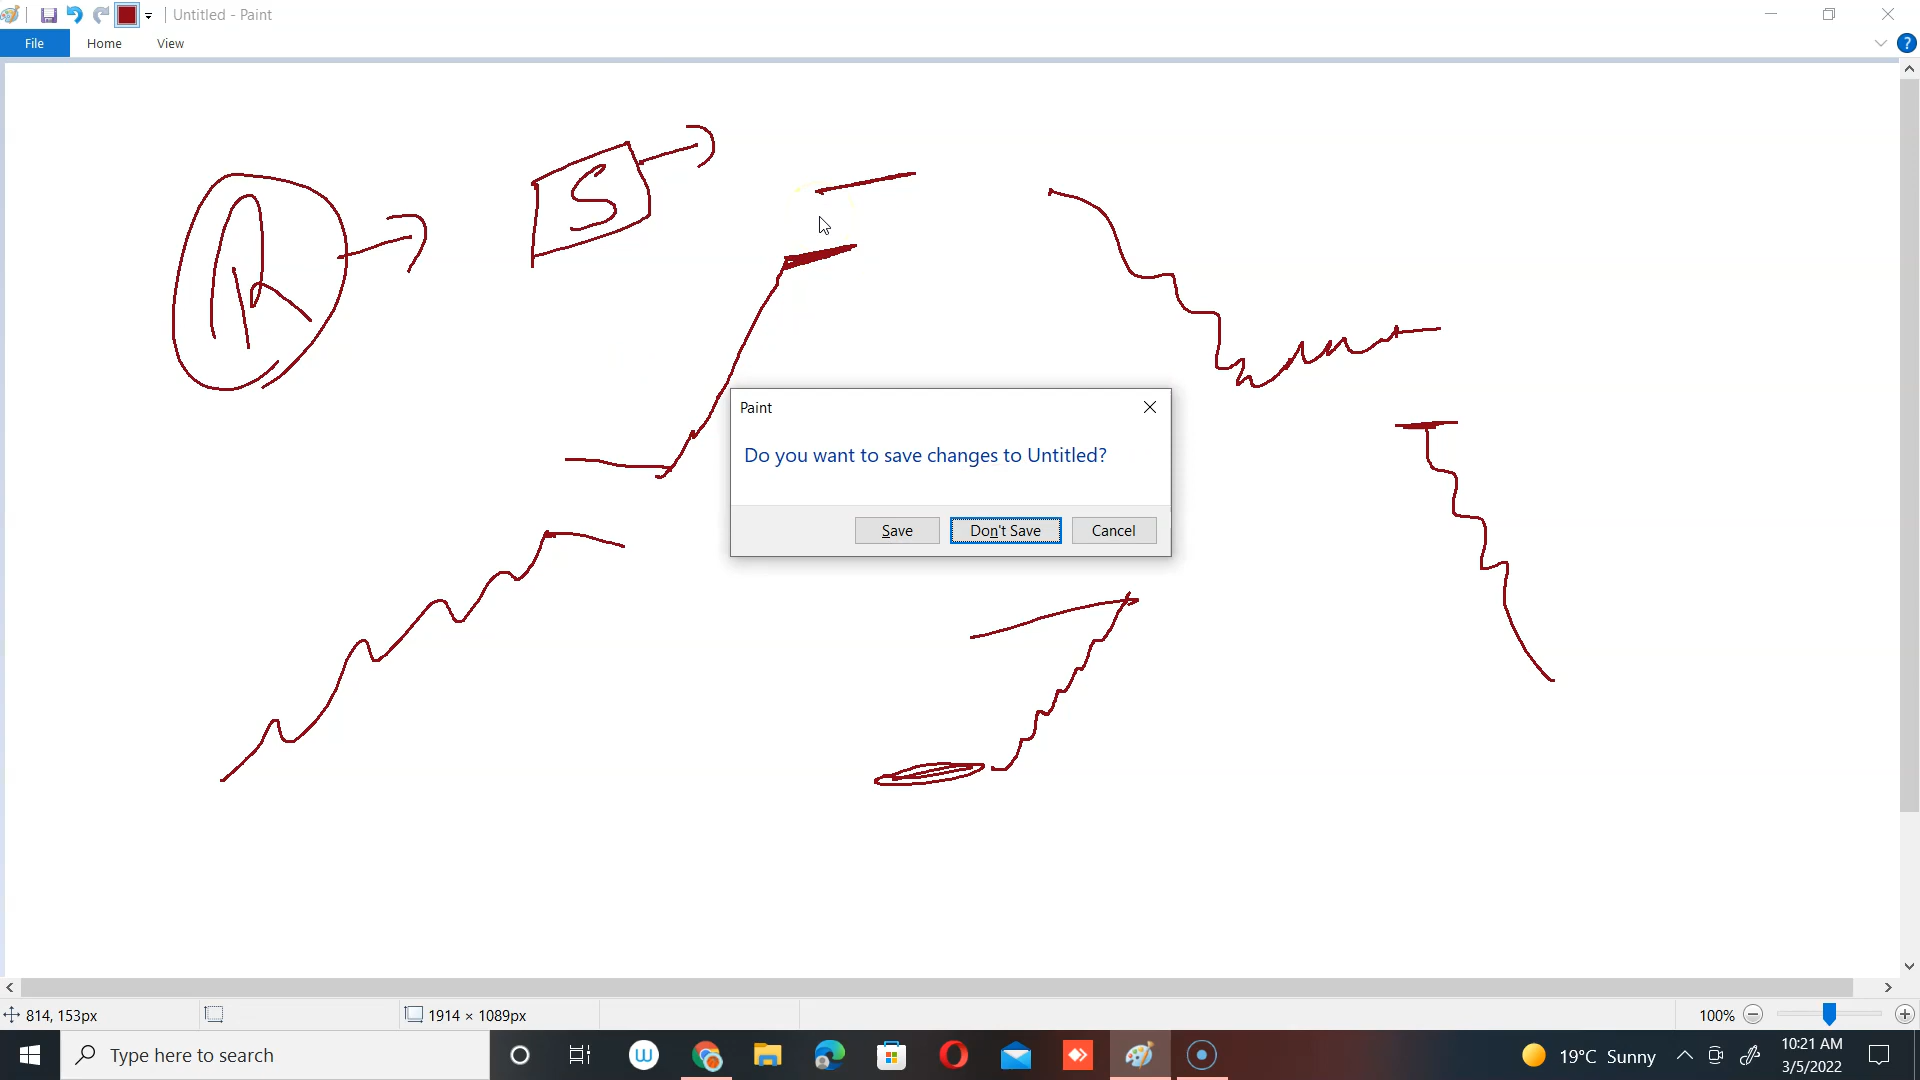 Untitled - Paint
File Home View
?
R
S
Paint
Do you want to save changes to Untitled?
Save Don't Save Cancel
814, 153px
1914 × 1089px
100%
Type here to search
W
19°C Sunny
10:21 AM
3/5/2022